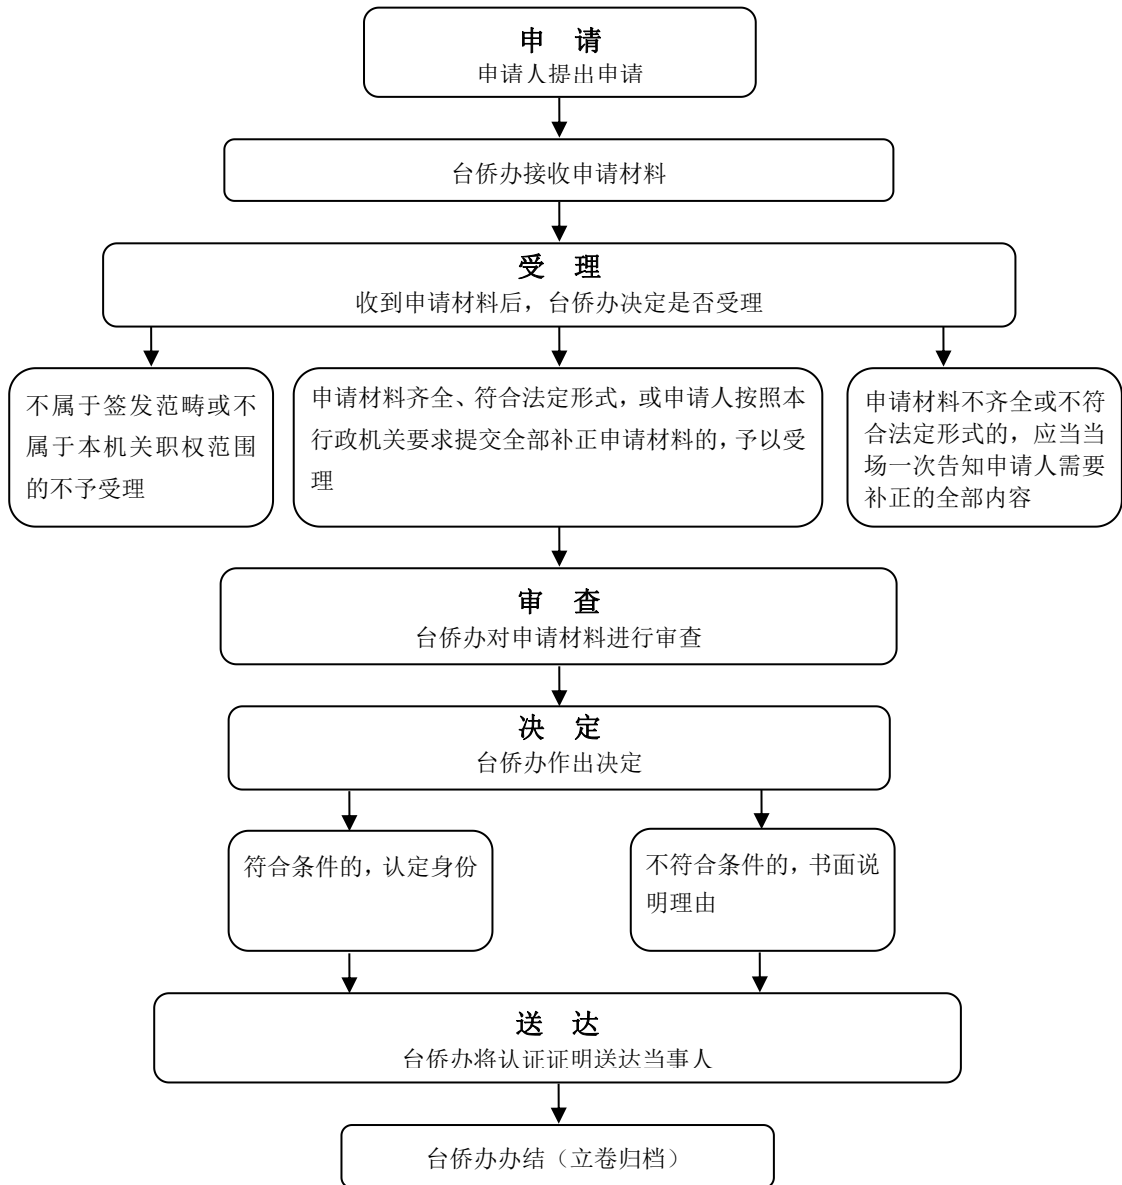 申 请
申请人提出申请
台侨办接收申请材料
受 理
收到申请材料后，台侨办决定是否受理
不属于签发范畴或不
属于本机关职权范围
的不予受理
申请材料齐全、符合法定形式，或申请人按照本
行政机关要求提交全部补正申请材料的，予以受
理
申请材料不齐全或不符
合法定形式的，应当当
场一次告知申请人需要
补正的全部内容
审 查
台侨办对申请材料进行审查
决 定
台侨办作出决定
符合条件的，认定身份
不符合条件的，书面说
明理由
送 达
台侨办将认证证明送达当事人
台侨办办结（立卷归档）